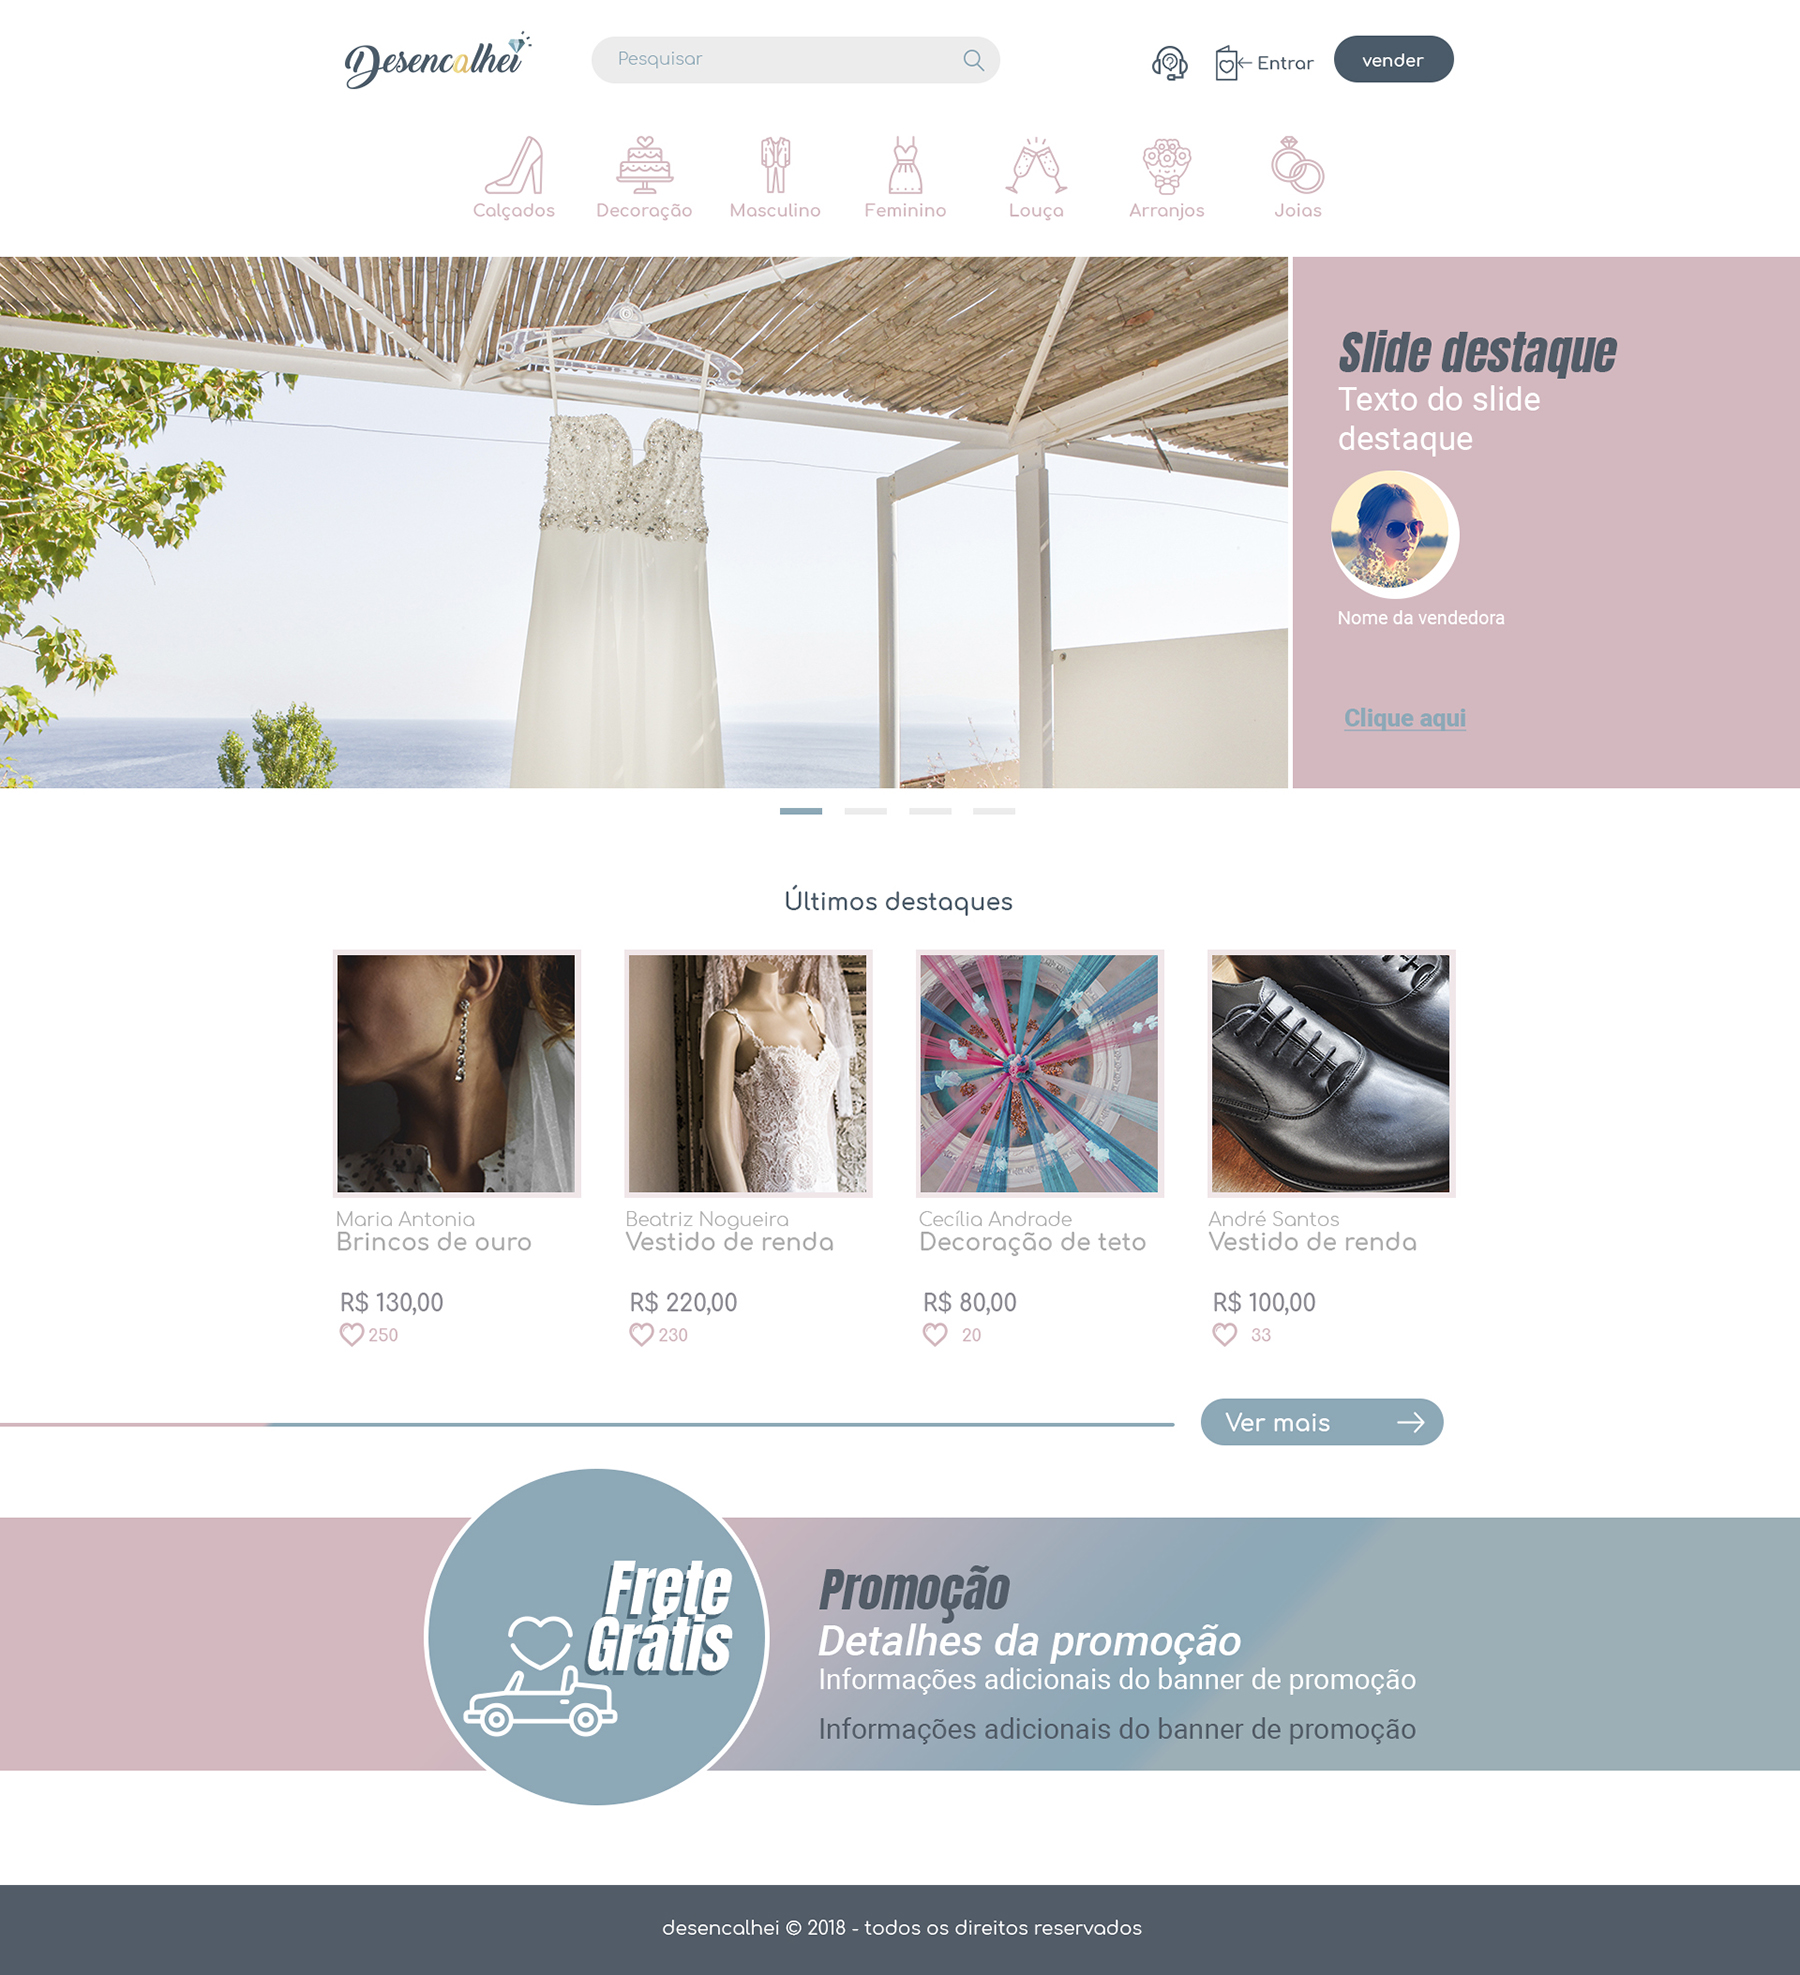 Desencalhei
Pesquisar
Entrar
vender
Calçados
Decoração
Masculino
Feminino
Louça
Arranjos
Joias
6
Slide destaque
Texto do slide
destaque
Nome da vendedora
Clique aqui
Últimos destaques
Maria Antonia
Brincos de ouro
R$ 130,00
250
Beatriz Nogueira
Vestido de renda
R$ 220,00
230
Cecília Andrade
Decoração de teto
R$ 80,00
20
André Santos
Vestido de renda
R$ 100,00
33
Ver mais
Frete
Grátis
Promoção
Detalhes da promoção
Informações adicionais do banner de promoção
Informações adicionais do banner de promoção
desencalhei © 2018 - todos os direitos reservados